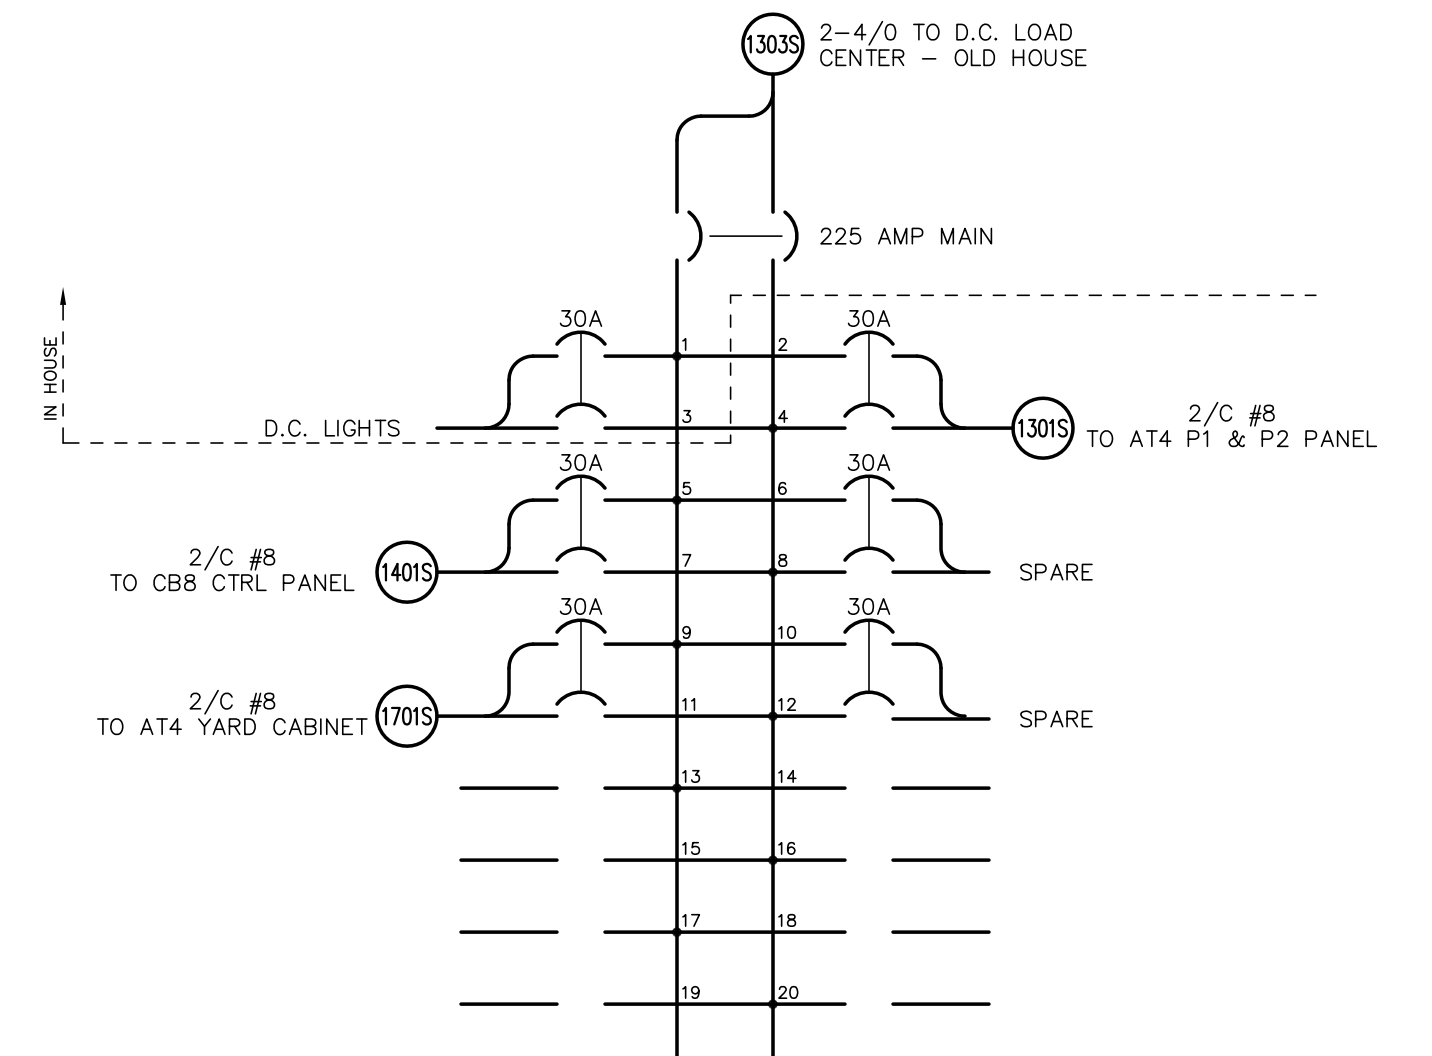 1303S
2-4/0 TO D.C. LOAD
CENTER - OLD HOUSE
225 AMP MAIN
IN HOUSE
30A
30A
1
2
D.C. LIGHTS
3
4
1301S
2/C #8
TO AT4 P1 & P2 PANEL
30A
30A
5
6
2/C #8
TO CB8 CTRL PANEL
1401S
7
8
SPARE
30A
30A
9
10
2/C #8
TO AT4 YARD CABINET
1701S
11
12
SPARE
13
14
15
16
17
18
19
20